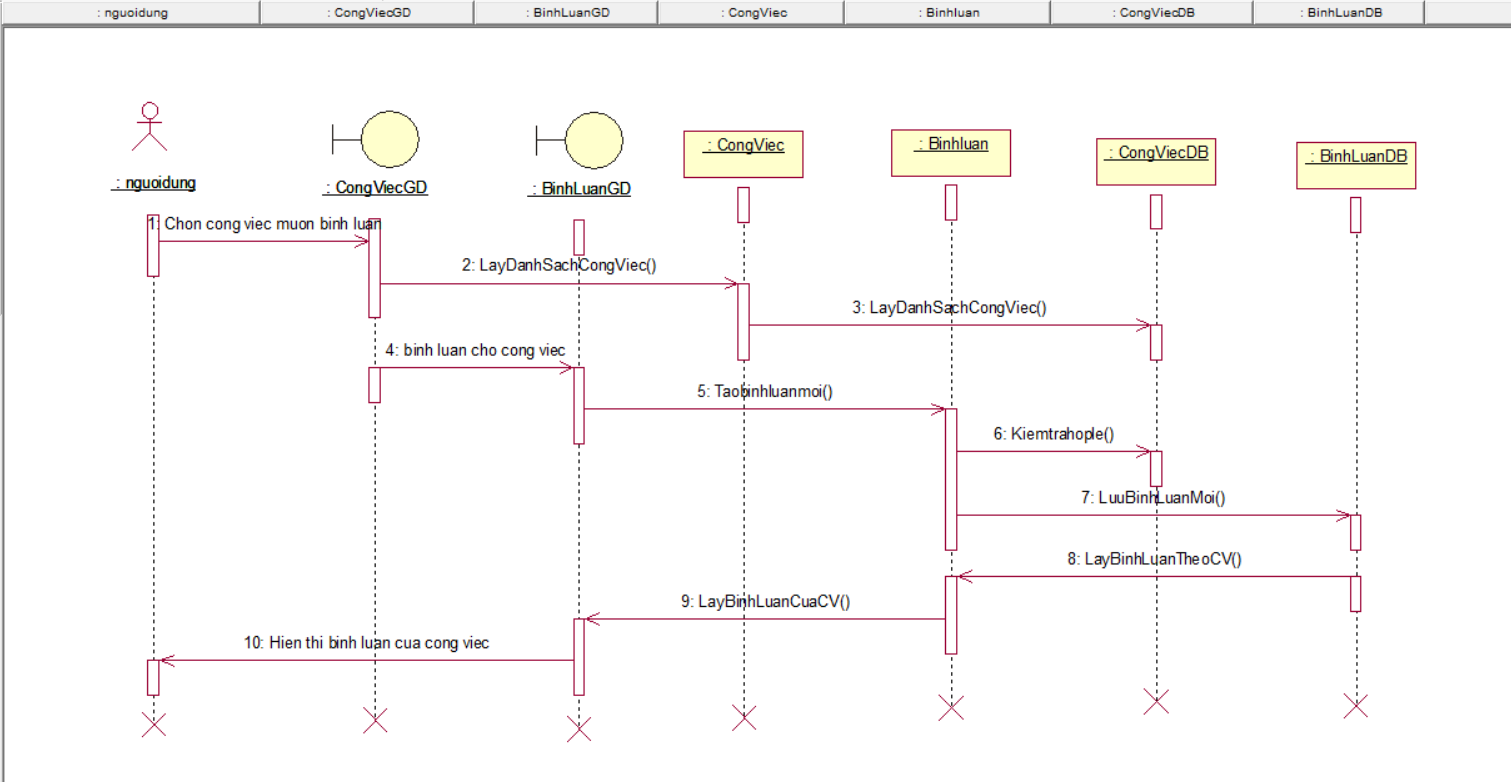 : nguoidung
: CongViecGD
: BinhLuanGD
: CongViec
: Binhluan
: CongViecDB
: BinhLuanDB
: nguoidung
: CongViecGD
: BinhLuanGD
: CongViec
: Binhluan
: CongViecDB
: BinhLuanDB
1: Chon cong viec muon binh luan
2: LayDanhSachCongViec()
3: LayDanhSachCongViec()
4: binh luan cho cong viec
5: Taobinhluanmoi()
6: Kiemtrahople()
7: LuuBinhLuanMoi()
8: LayBinhLuanTheoCV()
9: LayBinhLuanCuaCV()
10: Hien thi binh luan cua cong viec